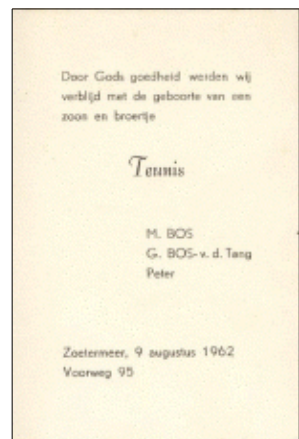 Door Gods goedheid werden wij
verblijd met de geboorte van een
zoon en broertje
Teunis
M. BOS
G. BOS-v. d. Tang
Peter
Zoetermeer, 9 augustus 1962
Voorweg 95